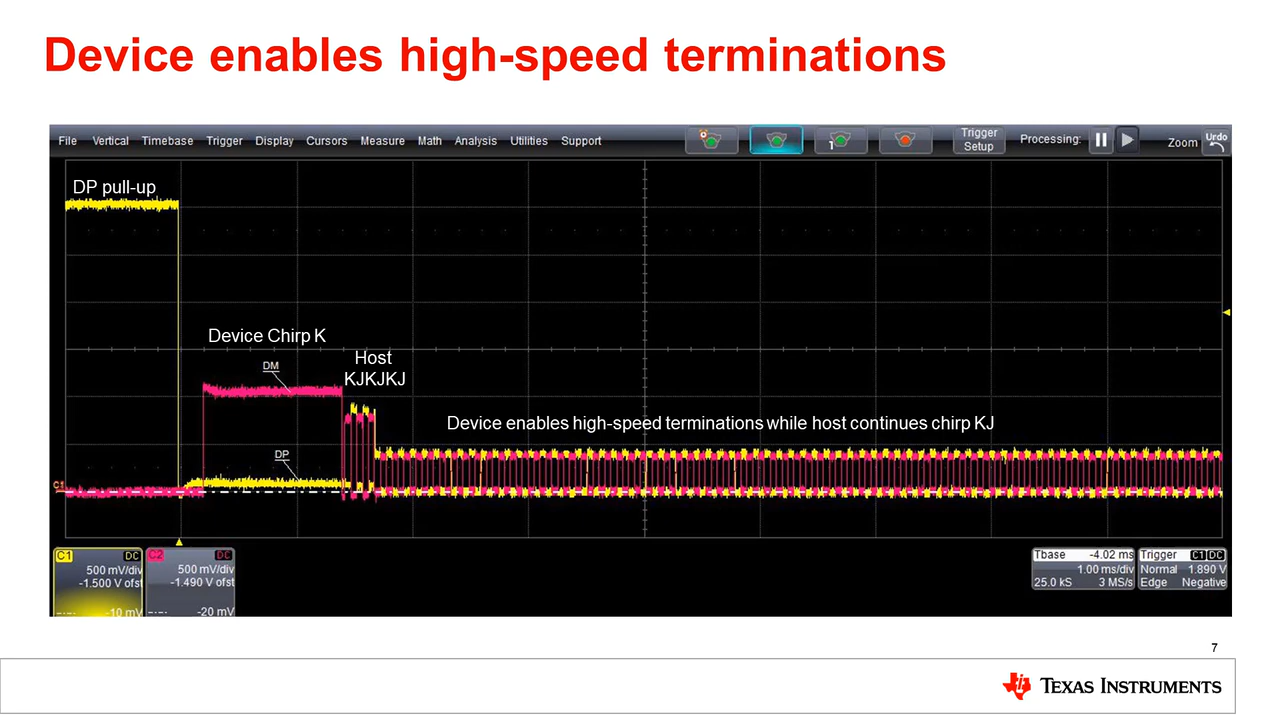 Device enables high-speed terminations
File Vertical Timebase Trigger Display Cursors Measure Math Analysis Utilities Support
1
Trigger
Setup
Processing:
Zoom
Undo
DP pull-up
Device Chirp K
DM
Host
KJKJKJ
Device enables high-speed terminations while host continues chirp KJ
DP
C1
C1 DC
500 mV/div
-1.500 V ofst
-10 mV
C2 DC
500 mV/div
-1.490 V ofst
-20 mV
Tbase -4.02 ms
1.00 ms/div
25.0 kS 3 MS/s
Trigger C1 DC
Normal 1.890 V
Edge Negative
7
TEXAS INSTRUMENTS